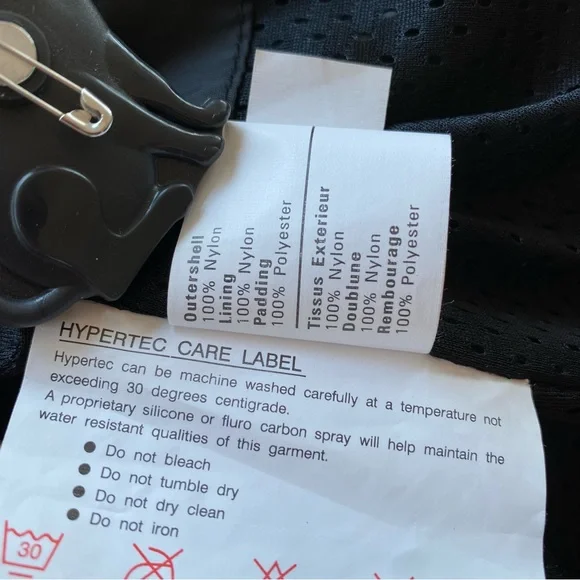 Outershell
100% Nylon
Lining
100% Nylon
Padding
100% Polyester
Tissus Exterieur
100% Nylon
Doublune
100% Nylon
Rembourage
100% Polyester
HYPERTEC CARE LABEL
Hypertec can be machine washed carefully at a temperature not
exceeding 30 degrees centigrade.
A proprietary silicone or fluro carbon spray will help maintain the
water resistant qualities of this garment.
● Do not bleach
● Do not tumble dry
● Do not dry clean
● Do not iron
30